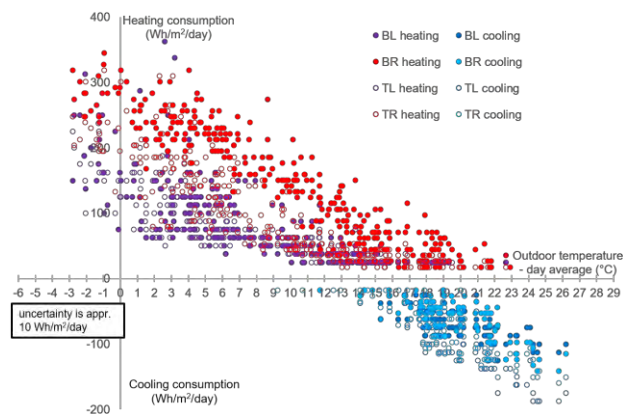 400
Heating consumption
(Wh/m²/day)
BL heating
BL cooling
BR heating
BR cooling
300
TL heating
TL cooling
TR heating
TR cooling
200
100
Outdoor temperature
- day average (°C)
0
-6 -5 -4 -3 -2 -1 0 1 2 3 4 5 6 7 8 9 10 11 12 13 14 15 16 17 18 19 20 21 22 23 24 25 26 27 28 29
uncertainty is appr.
10 Wh/m²/day
-100
Cooling consumption
(Wh/m²/day)
-200